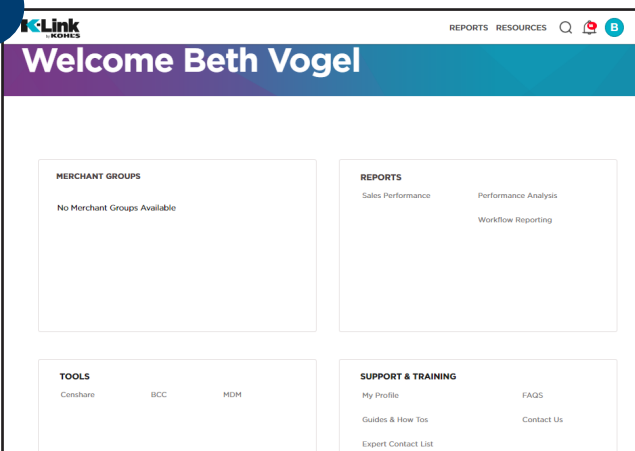 K-Link
by KOHL'S
REPORTS RESOURCES
B
Welcome Beth Vogel
MERCHANT GROUPS
No Merchant Groups Available
REPORTS
Sales Performance Performance Analysis
Workflow Reporting
TOOLS
Censhare BCC MDM
SUPPORT & TRAINING
My Profile FAQS
Guides & How Tos Contact Us
Expert Contact List